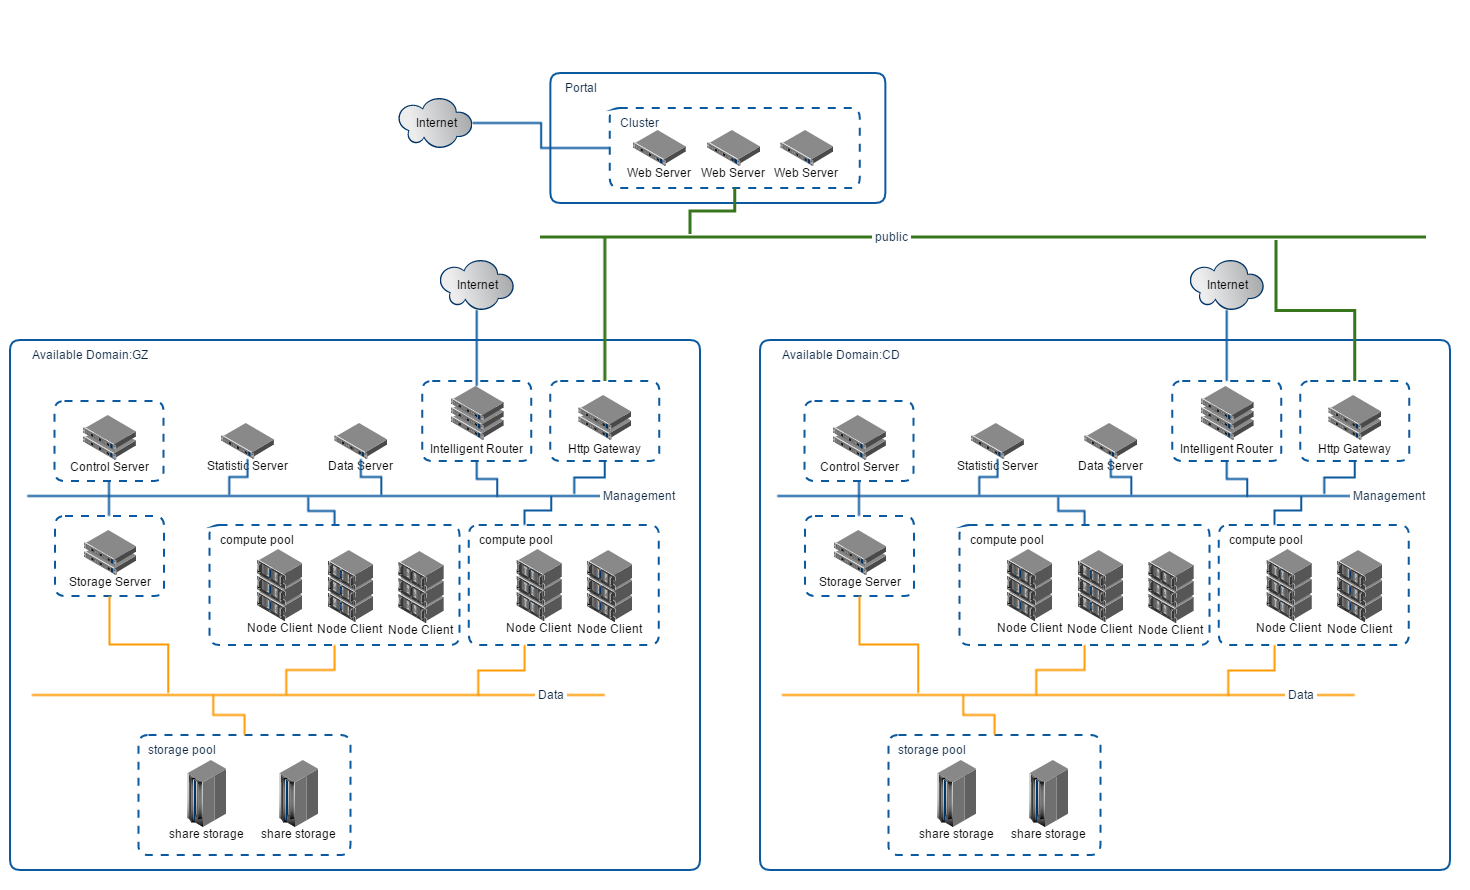 Portal
Internet
Cluster
Web Server Web Server Web Server
public
Internet
Internet
Available Domain:GZ
Control Server
Statistic Server
Data Server
Intelligent Router
Http Gateway
Management
Storage Server
compute pool
Node Client Node Client Node Client
compute pool
Node Client Node Client
Data
storage pool
share storage share storage
Available Domain:CD
Control Server
Statistic Server
Data Server
Intelligent Router
Http Gateway
Management
Storage Server
compute pool
Node Client Node Client Node Client
compute pool
Node Client Node Client
Data
storage pool
share storage share storage